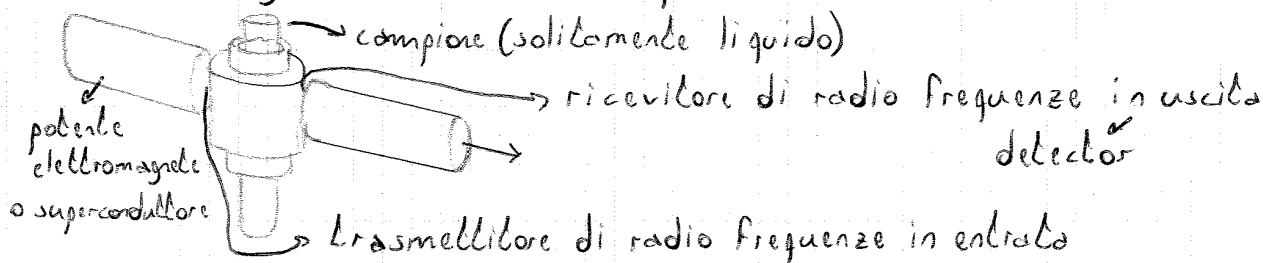 campione (solitamente liquido)
ricevitore di radio frequenze in uscita
detector
potente
elettromagnete
o superconduttore
trasmettitore di radio frequenze in entrata